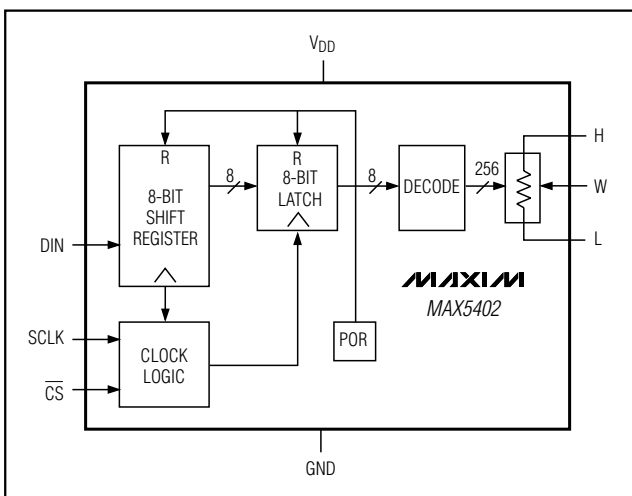 VDD
R
8-BIT
SHIFT
REGISTER
8
R
8-BIT
LATCH
8
DECODE
256
H
W
L
DIN
MAXIM
MAX5402
SCLK
CS
CLOCK
LOGIC
POR
GND